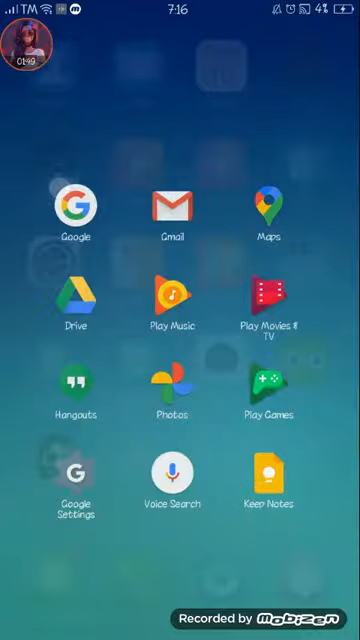 TM 7:16 4%
01:49
Google Gmail Maps
Drive Play Music Play Movies &
TV
Hangouts Photos Play Games
Google Voice Search Keep Notes
Settings
Recorded by mobizen